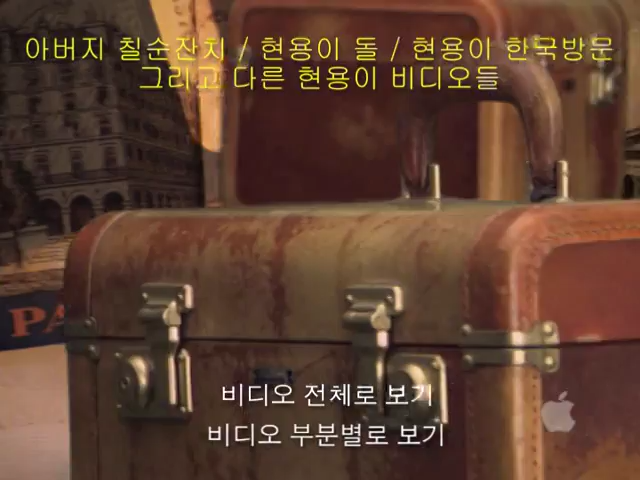 아버지 칠순잔치 / 현용이 돌 / 현용이 한국방문
그리고 다른 현용이 비디오들
PA
비디오 전체로 보기
비디오 부분별로 보기